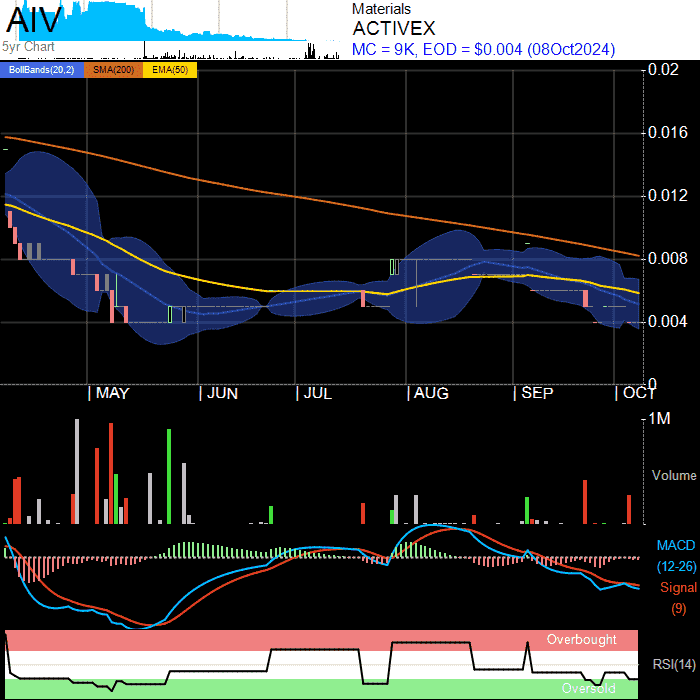 AIV
5yr Chart
Materials
ACTIVEX
MC = 9K, EOD = $0.004 (08Oct2024)
BollBands(20,2) SMA(200) EMA(50)
0.02
0.016
0.012
0.008
0.004
0
MAY JUN JUL AUG SEP OCT
1M
Volume
MACD
(12-26)
Signal
(9)
Overbought
RSI(14)
Oversold